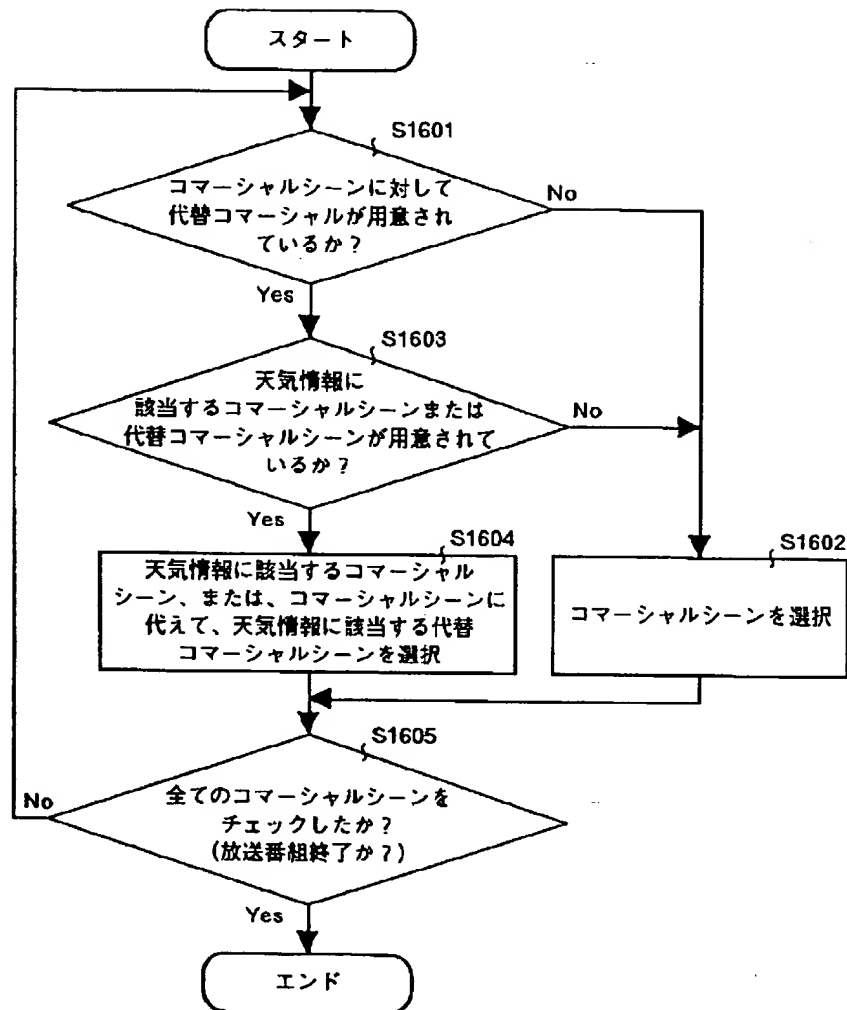 スタート
S1601
コマーシャルシーンに対して
代替コマーシャルが用意され
ているか？
No
Yes
S1603
天気情報に
該当するコマーシャルシーンまたは
代替コマーシャルシーンが用意されて
いるか？
No
Yes
S1604
天気情報に該当するコマーシャル
シーン、または、コマーシャルシーンに
代えて、天気情報に該当する代替
コマーシャルシーンを選択
S1602
コマーシャルシーンを選択
S1605
全てのコマーシャルシーンを
チェックしたか？
(放送番組終了か？)
No
Yes
エンド